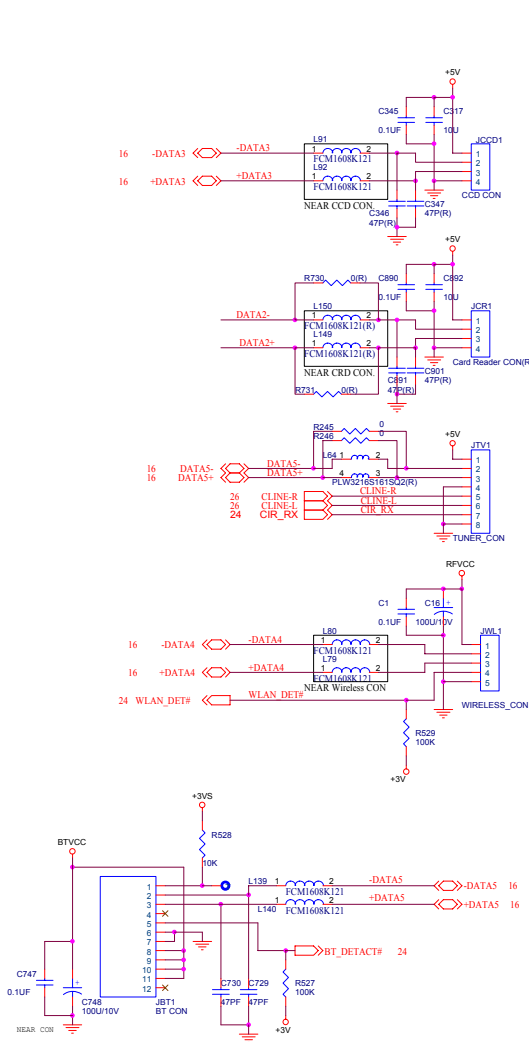 +5V
C345
C317
0.1UF
10U
JCCD1
L91
16 -DATA3
-DATA3
1 2
FCM1608K121
L92
16 +DATA3
+DATA3
1 2
FCM1608K121
1
2
3
4
CCD CON
NEAR CCD CON.
C346
47P(R)
C347
47P(R)
+5V
R730
0(R)
C890
0.1UF
C892
10U
JCR1
L150
DATA2-
1 2
FCM1608K121(R)
L149
DATA2+
1 2
FCM1608K121(R)
1
2
3
4
Card Reader CON(R
NEAR CRD CON.
C891
47P(R)
C901
47P(R)
R731
0(R)
R245
0
R246
0
+5V
JTV1
L64 1 2
16 DATA5-
DATA5-
16 DATA5+
DATA5+
4 3
PLW3216S161SQ2(R)
26 CLINE-R
CLINE-R
26 CLINE-L
CLINE-L
24 CIR_RX
CIR_RX
1
2
3
4
5
6
7
8
TUNER_CON
RFVCC
C1
0.1UF
C16
+
100U/10V
JWL1
L80
16 -DATA4
-DATA4
1 2
FCM1608K121
L79
16 +DATA4
+DATA4
1 2
FCM1608K121
1
2
3
4
5
NEAR Wireless CON
24 WLAN_DET#
WLAN_DET#
WIRELESS_CON
R529
100K
+3V
+3VS
R528
10K
BTVCC
L139 1 2
FCM1608K121
-DATA5
-DATA5 16
L140 1 2
FCM1608K121
+DATA5
+DATA5 16
1
2
3
4
5
6
7
8
9
10
11
12
BT_DETACT# 24
C747
0.1UF
+
C748
100U/10V
JBT1
BT CON
C730
47PF
C729
47PF
R527
100K
NEAR CON
+3V